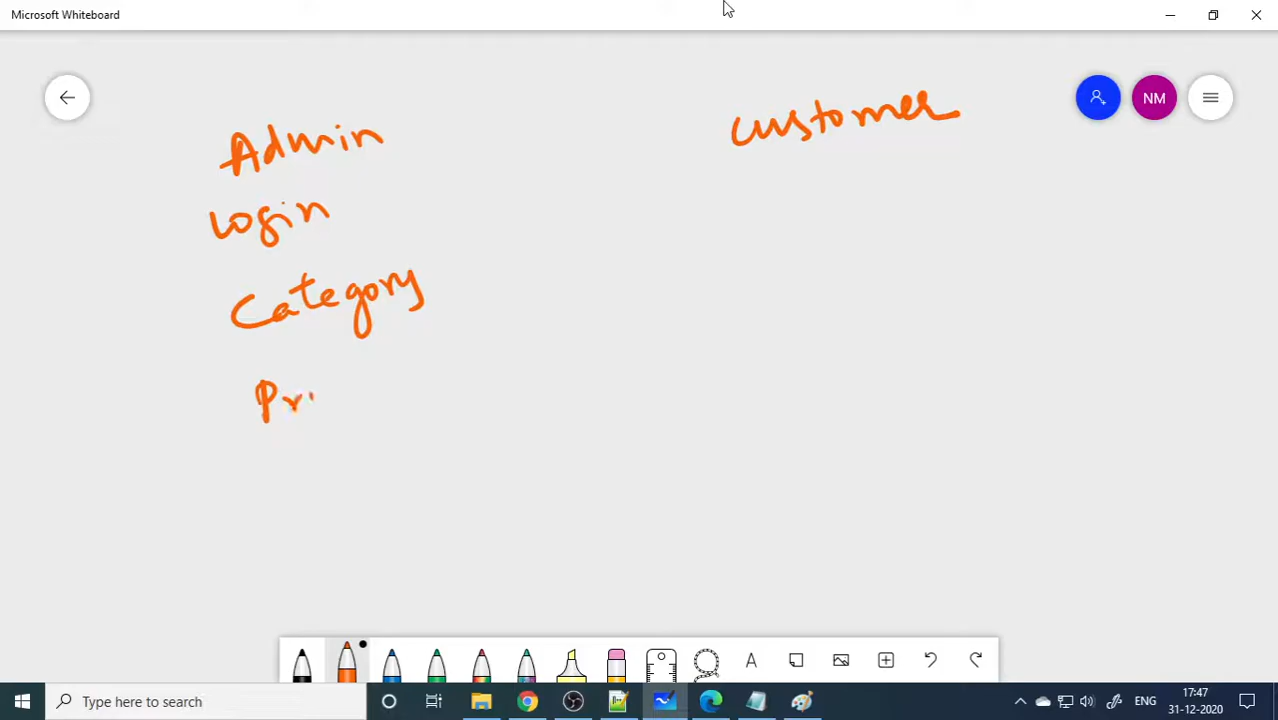 Microsoft Whiteboard
NM
Admin
customer
Login
Category
Pr
A
Type here to search
ENG
17:47
31-12-2020